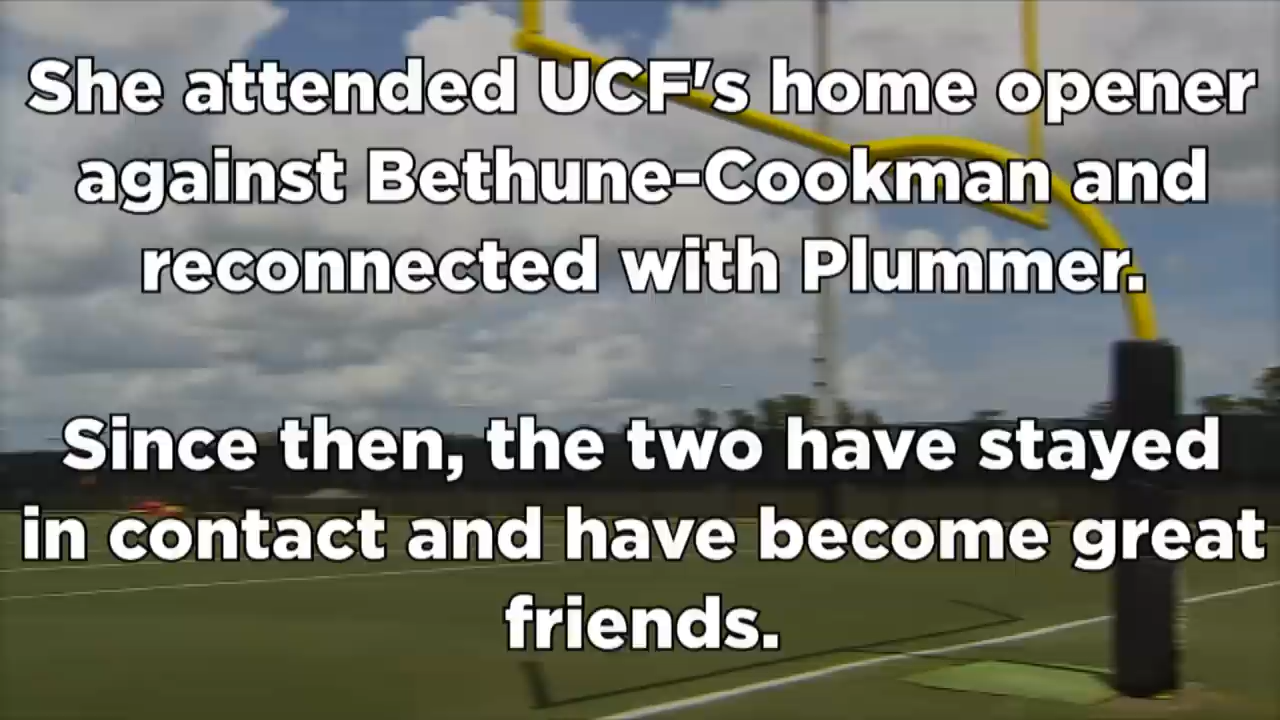 She attended UCF's home opener
against Bethune-Cookman and
reconnected with Plummer.
Since then, the two have stayed
in contact and have become great
friends.